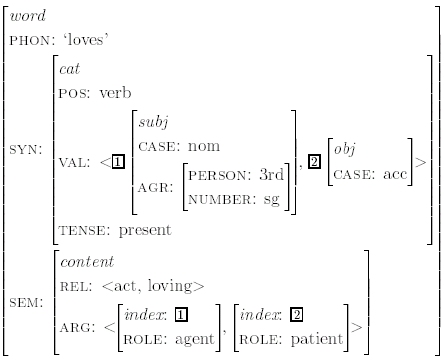 word
PHON: ‘loves’
SYN:
cat
POS: verb
VAL: <1
subj
CASE: nom
AGR:
PERSON: 3rd
NUMBER: sg
, 2
obj
CASE: acc
>
TENSE: present
SEM:
content
REL: <act, loving>
ARG: <
index: 1
ROLE: agent
,
index: 2
ROLE: patient
>